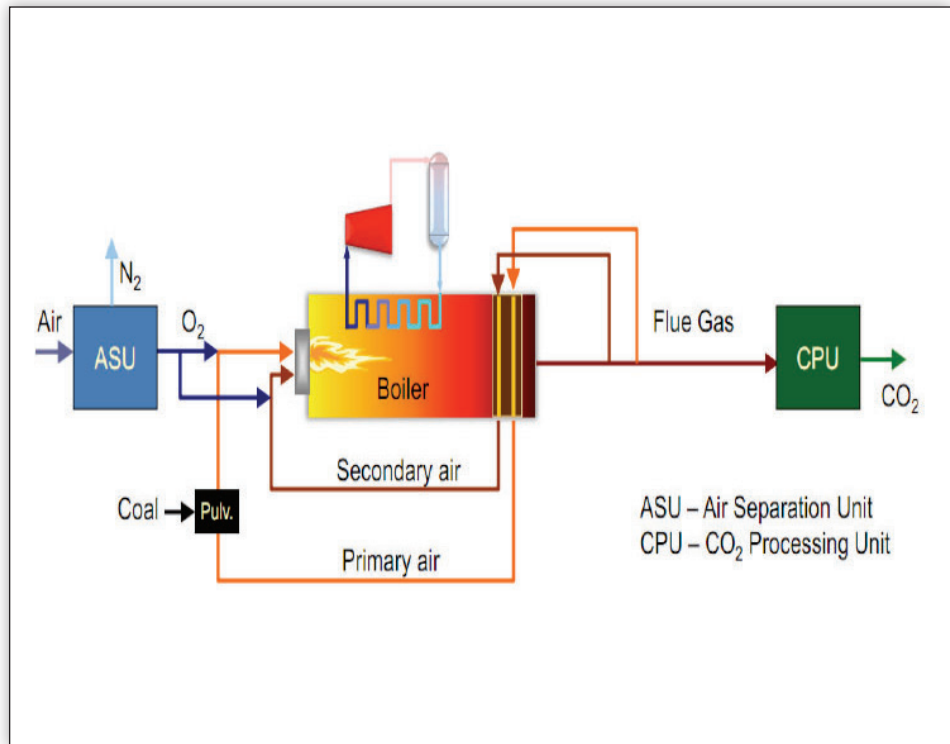 Air
N₂
ASU
O₂
Boiler
Flue Gas
CPU
CO₂
Secondary air
Coal
Pulv.
Primary air
ASU – Air Separation Unit
CPU – CO₂ Processing Unit